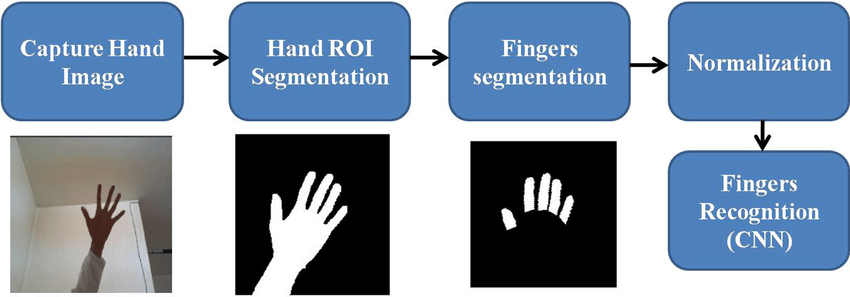 Capture Hand
Image
Hand ROI
Segmentation
Fingers
segmentation
Normalization
Fingers
Recognition
(CNN)